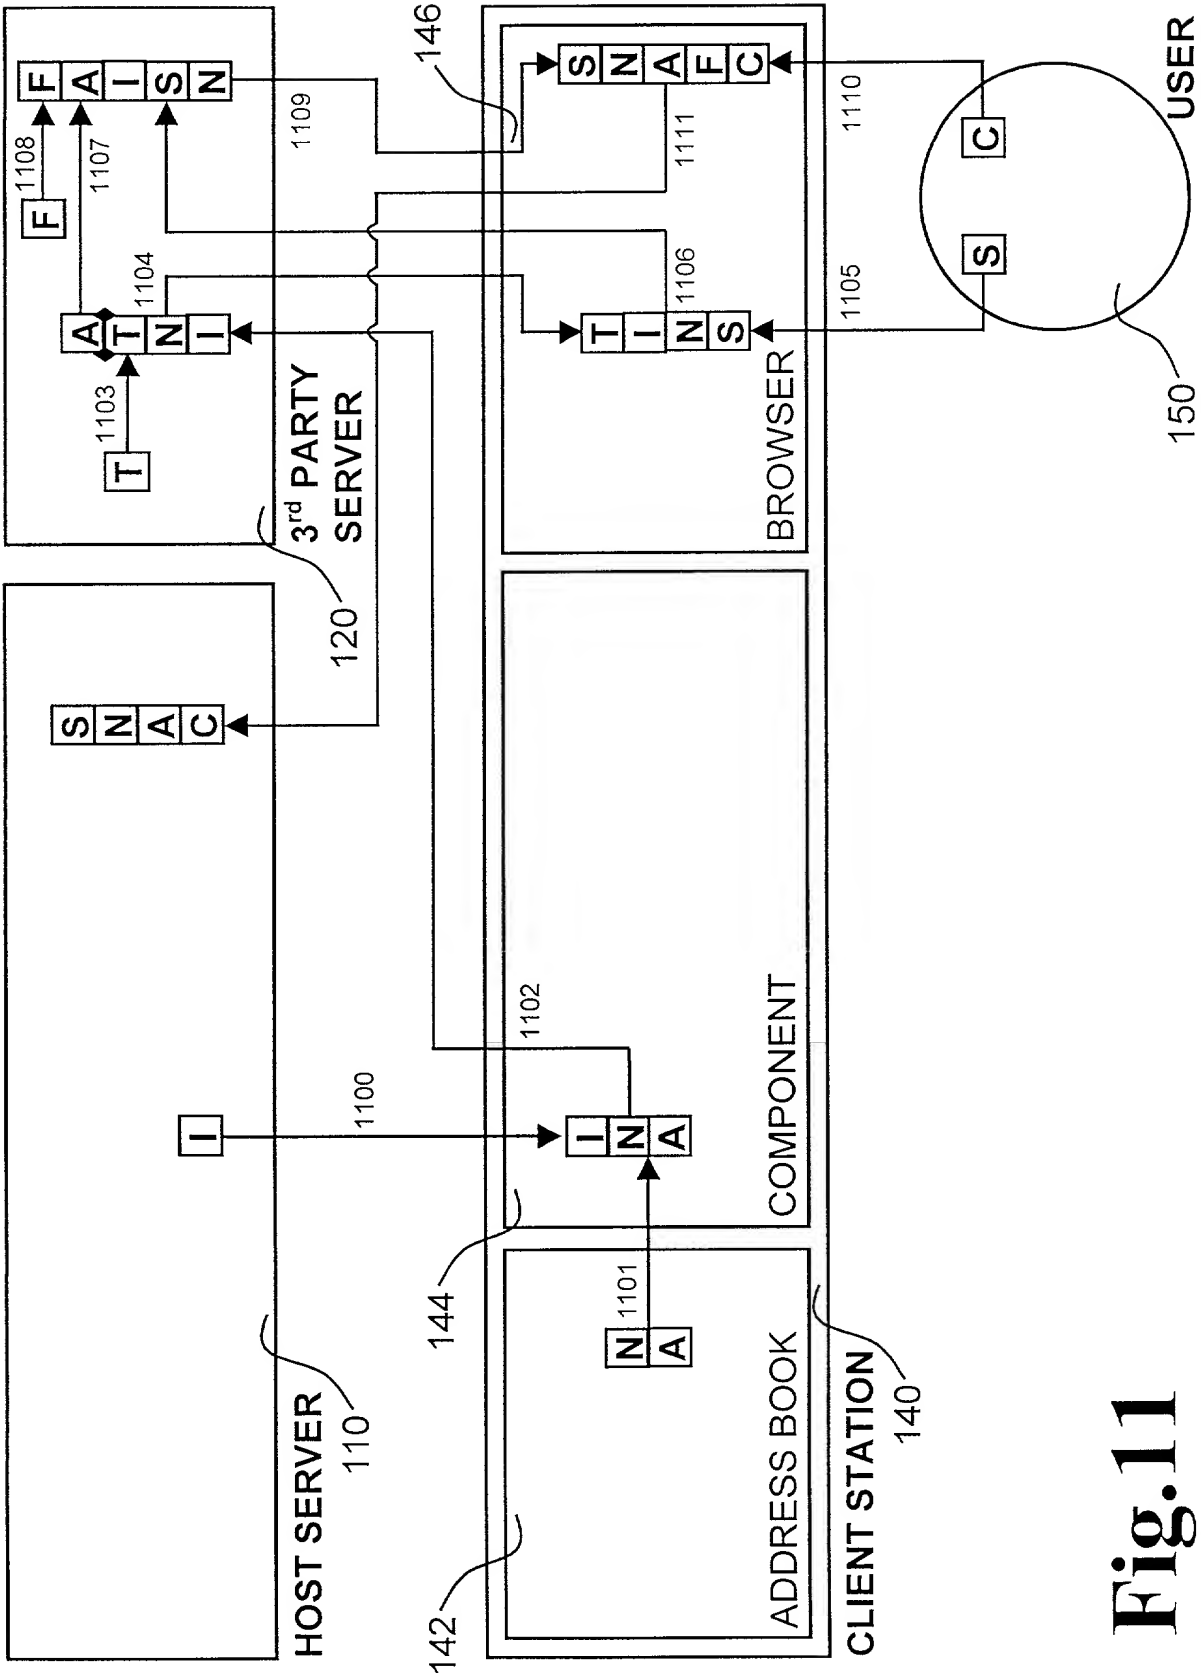 HOST SERVER
110
I
1100
S
N
A
C
3rd PARTY
SERVER
120
T
1103
A
T
N
I
1104
1107
F
1108
F
A
I
S
N
1109
CLIENT STATION
140
ADDRESS BOOK
142
N
A
1101
COMPONENT
144
I
N
A
1102
BROWSER
146
T
I
N
S
1106
S
N
A
F
C
1111
1105
1110
S
C
150
USER
Fig.11